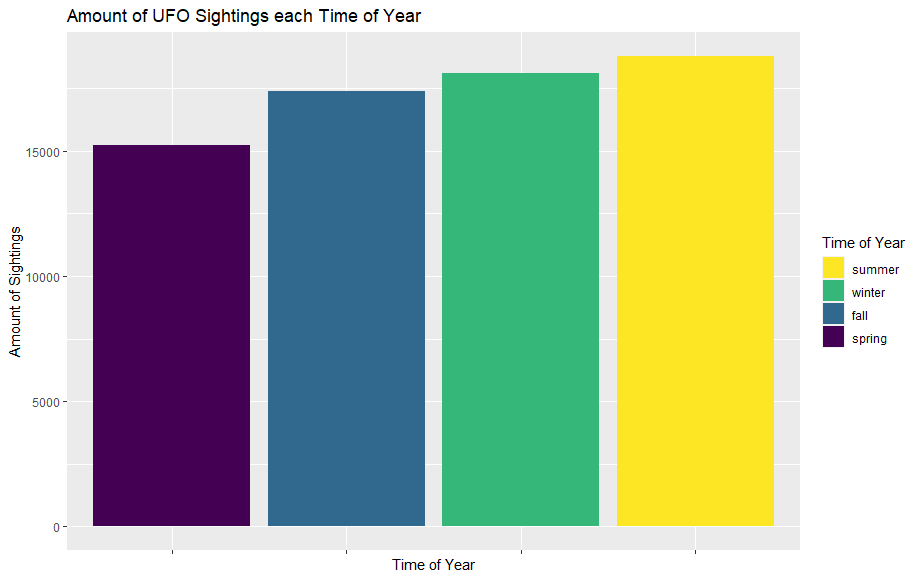 Amount of UFO Sightings each Time of Year
Amount of Sightings
15000
10000
5000
0
Time of Year
Time of Year
summer
winter
fall
spring